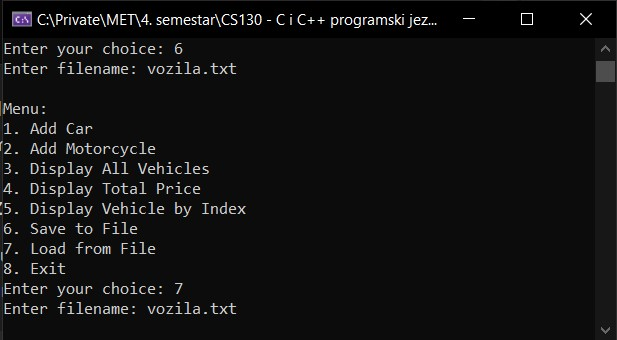 C:\Private\MET\4. semestar\CS130 - C i C++ programski jez...
Enter your choice: 6
Enter filename: vozila.txt
Menu:
1. Add Car
2. Add Motorcycle
3. Display All Vehicles
4. Display Total Price
5. Display Vehicle by Index
6. Save to File
7. Load from File
8. Exit
Enter your choice: 7
Enter filename: vozila.txt